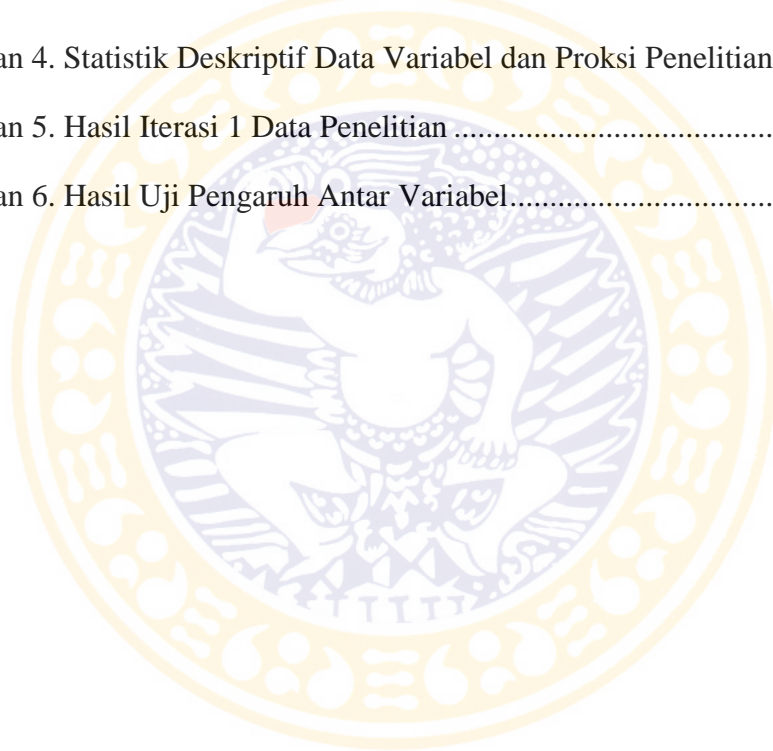 an 4. Statistik Deskriptif Data Variabel dan Proksi Penelitian
an 5. Hasil Iterasi 1 Data Penelitian ........................................
an 6. Hasil Uji Pengaruh Antar Variabel.................................